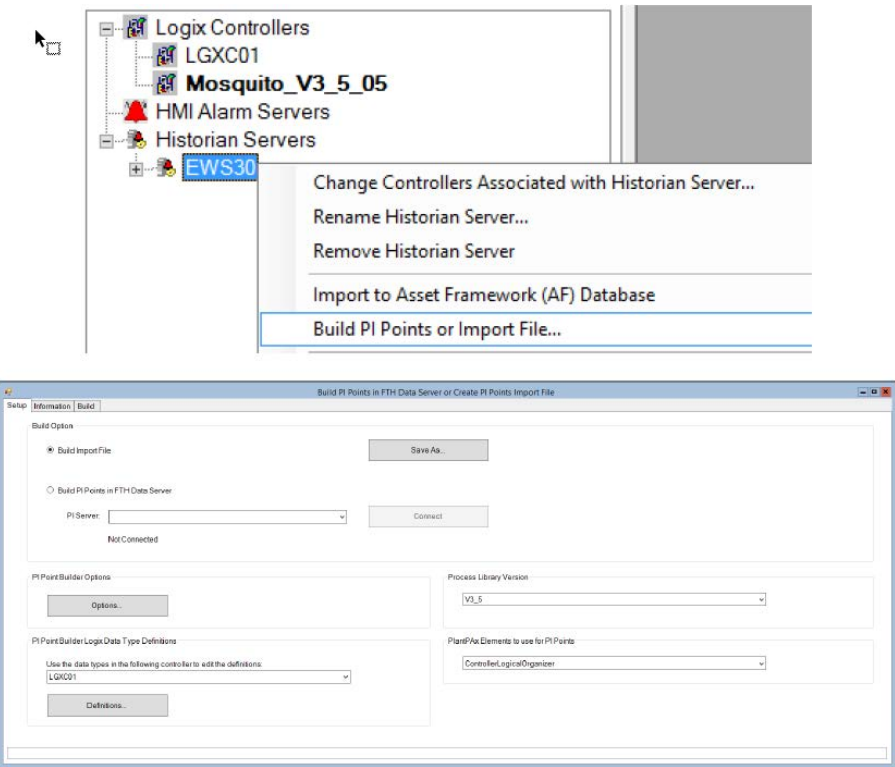 Logix Controllers
LGXC01
Mosquito_V3_5_05
HMI Alarm Servers
Historian Servers
EWS30
Change Controllers Associated with Historian Server...
Rename Historian Server...
Remove Historian Server
Import to Asset Framework (AF) Database
Build PI Points or Import File...
Build PI Points in FTH Data Server or Create PI Points Import File
Setup Information Build
Build Option
Build Import File
Save As...
Build PI Points in FTH Data Server
PI Server:
Connect
Not Connected
PI Point Builder Options
Options...
Process Library Version
V3_5
PI Point Builder Logix Data Type Definitions
Use the data types in the following controller to edit the definitions:
LGXC01
Definitions...
PlantPAx Elements to use for PI Points
ControllerLogicalOrganizer